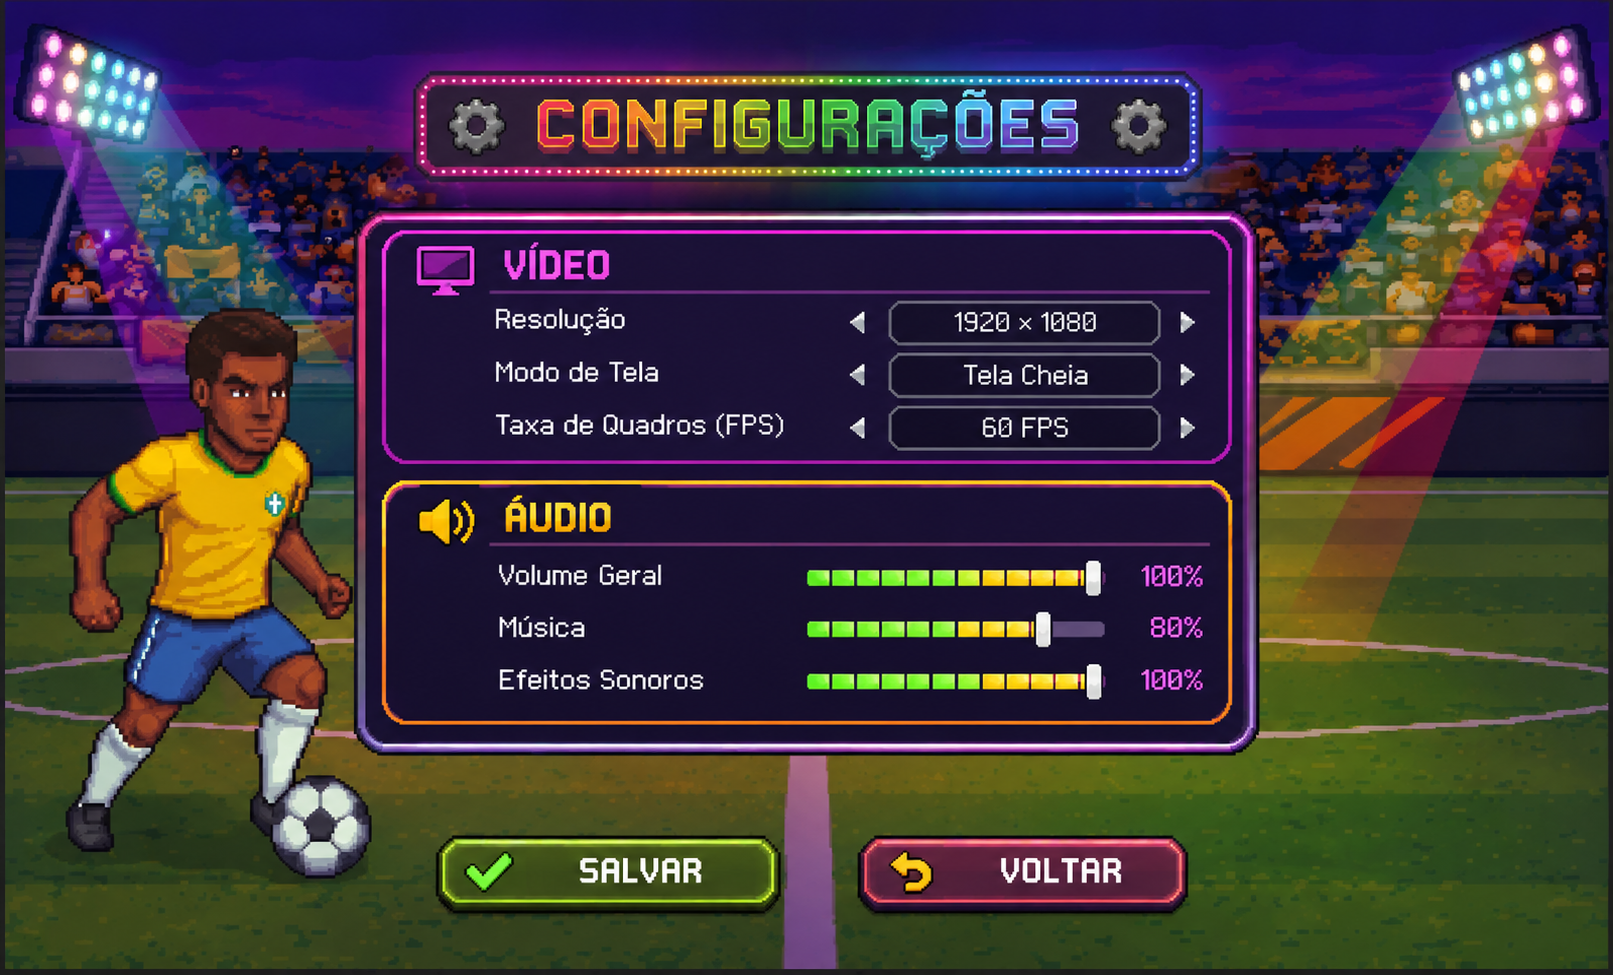 CONFIGURAÇÕES
VÍDEO
Resolução 1920 × 1080
Modo de Tela Tela Cheia
Taxa de Quadros (FPS) 60 FPS
ÁUDIO
Volume Geral 100%
Música 80%
Efeitos Sonoros 100%
SALVAR VOLTAR